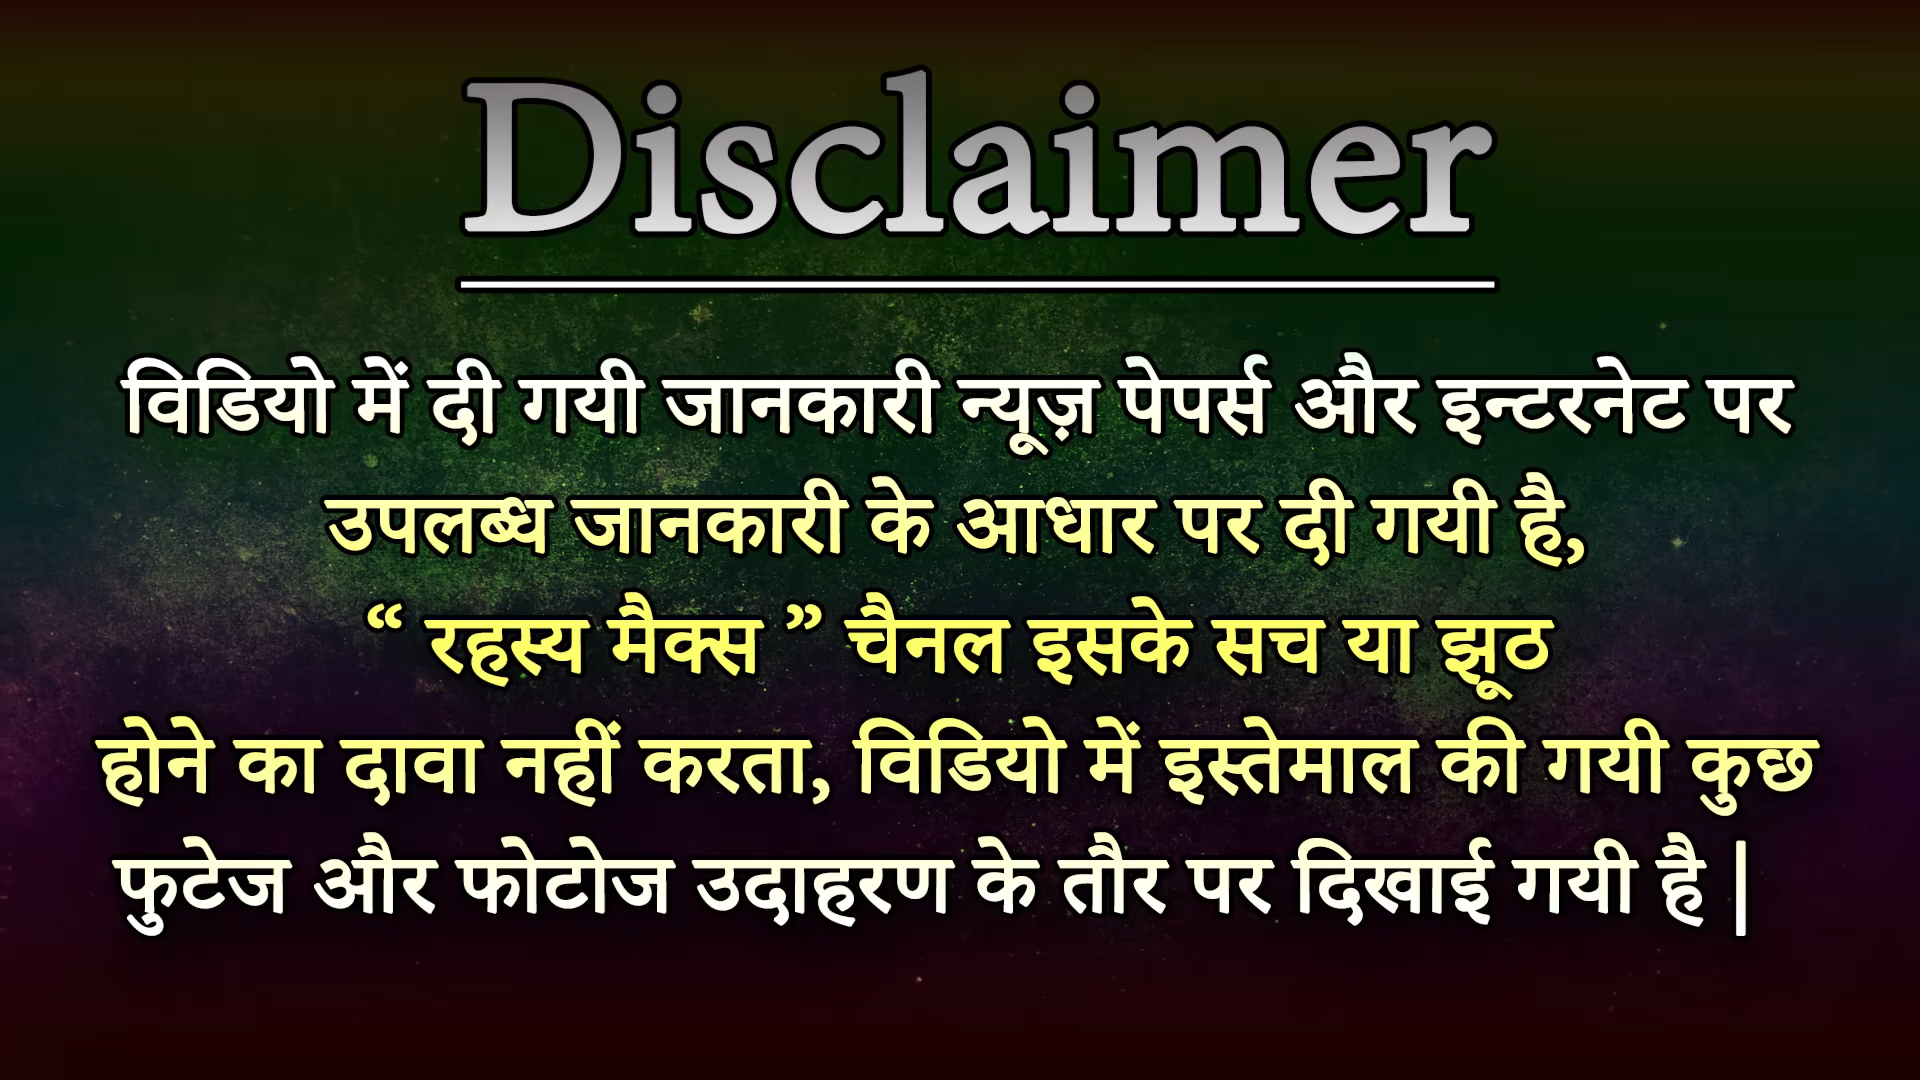 Disclaimer
विडियो में दी गयी जानकारी न्यूज़ पेपर्स और इन्टरनेट पर
उपलब्ध जानकारी के आधार पर दी गयी है,
“ रहस्य मैक्स ” चैनल इसके सच या झूठ
होने का दावा नहीं करता, विडियो में इस्तेमाल की गयी कुछ
फुटेज और फोटोज उदाहरण के तौर पर दिखाई गयी है |